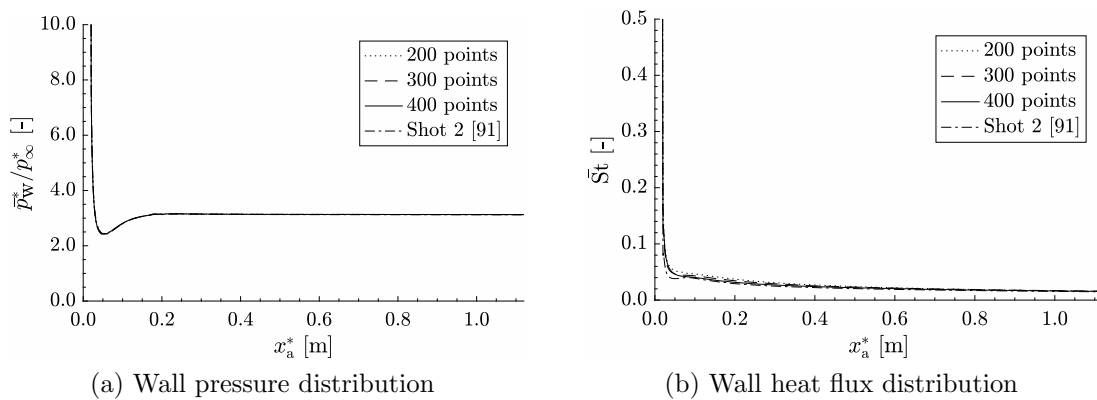 10.0
8.0
6.0
4.0
2.0
0.0
p̄*w/p*∞ [-]
200 points
300 points
400 points
Shot 2 [91]
0.0 0.2 0.4 0.6 0.8 1.0
x*a [m]
(a) Wall pressure distribution
0.5
0.4
0.3
0.2
0.1
0.0
S̄t [-]
200 points
300 points
400 points
Shot 2 [91]
0.0 0.2 0.4 0.6 0.8 1.0
x*a [m]
(b) Wall heat flux distribution